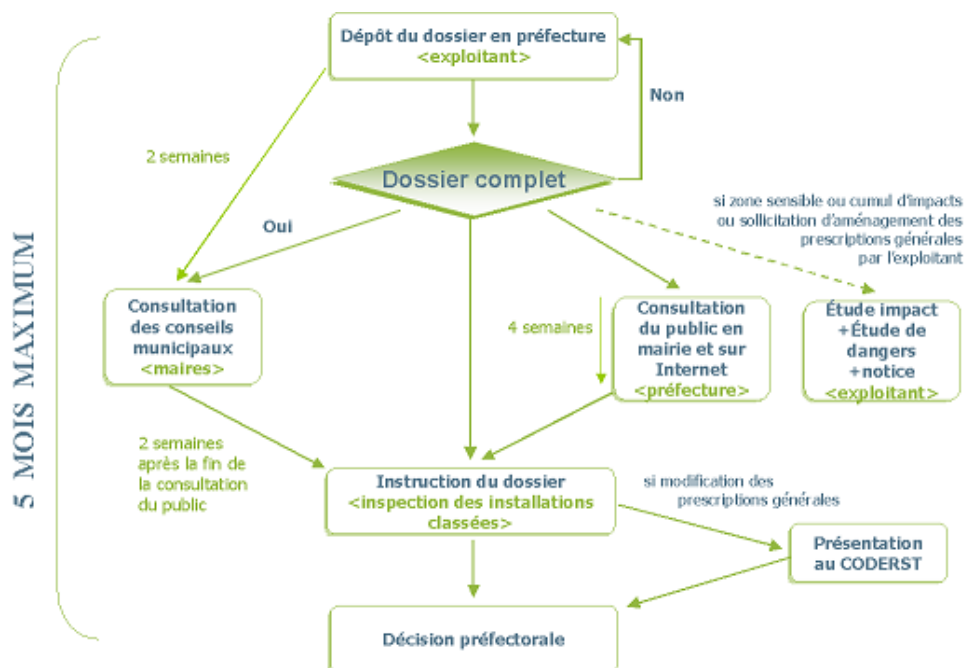 Dépôt du dossier en préfecture
<exploitant>
Non
2 semaines
Dossier complet
si zone sensible ou cumul d'impacts
ou sollicitation d'aménagement des
prescriptions générales
par l'exploitant
Oui
5 MOIS MAXIMUM
Consultation
des conseils
municipaux
<maires>
4 semaines
Consultation
du public en
mairie et sur
Internet
<préfecture>
Étude impact
+Étude de
dangers
+notice
<exploitant>
2 semaines
après la fin de
la consultation
du public
Instruction du dossier
<inspection des installations
classées>
si modification des
prescriptions générales
Présentation
au CODERST
Décision préfectorale